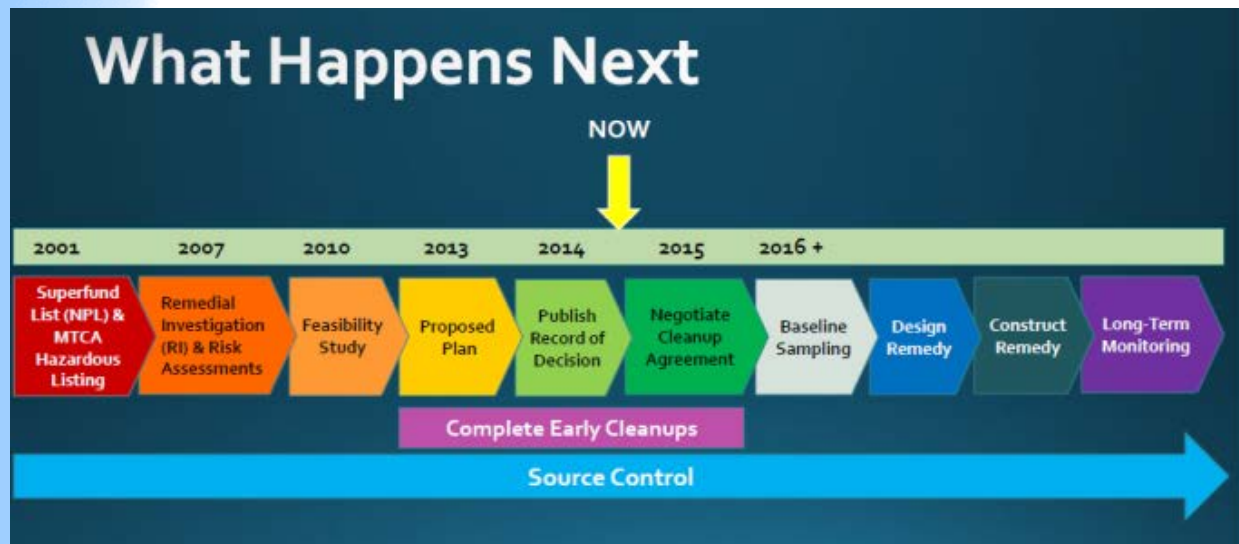 What Happens Next
NOW
2001 2007 2010 2013 2014 2015 2016 +
Superfund
List (NPL) &
MTCA
Hazardous
Listing
Remedial
Investigation
(RI) & Risk
Assessments
Feasibility
Study
Proposed
Plan
Publish
Record of
Decision
Negotiate
Cleanup
Agreement
Baseline
Sampling
Design
Remedy
Construct
Remedy
Long-Term
Monitoring
Complete Early Cleanups
Source Control